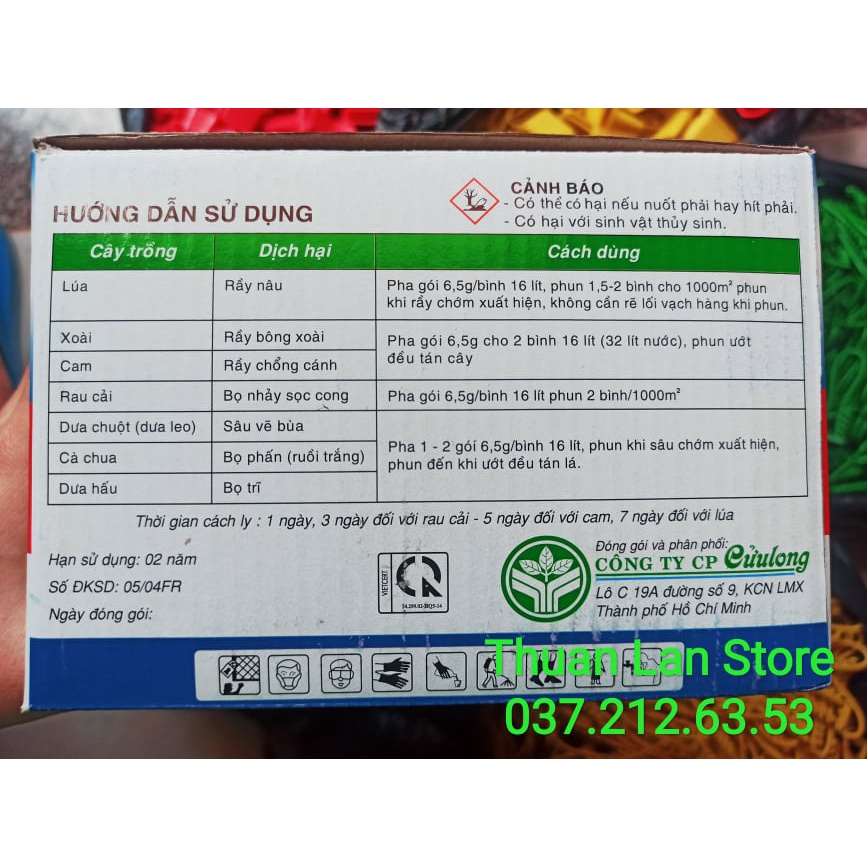 HƯỚNG DẪN SỬ DỤNG
CẢNH BÁO
- Có thể có hại nếu nuốt phải hay hít phải.
- Có hại với sinh vật thủy sinh.
Cây trồng Dịch hại Cách dùng
Lúa Rầy nâu Pha gói 6,5g/bình 16 lít, phun 1,5-2 bình cho 1000m² phun
khi rầy chớm xuất hiện, không cần rẽ lối vạch hàng khi phun.
Xoài Rầy bông xoài Pha gói 6,5g cho 2 bình 16 lít (32 lít nước), phun ướt
đều tán cây
Cam Rầy chổng cánh
Rau cải Bọ nhảy sọc cong Pha gói 6,5g/bình 16 lít phun 2 bình/1000m²
Dưa chuột (dưa leo) Sâu vẽ bùa
Cà chua Bọ phấn (ruồi trắng) Pha 1 - 2 gói 6,5g/bình 16 lít, phun khi sâu chớm xuất hiện,
phun đến khi ướt đều tán lá.
Dưa hấu Bọ trĩ
Thời gian cách ly : 1 ngày, 3 ngày đối với rau cải - 5 ngày đối với cam, 7 ngày đối với lúa
Hạn sử dụng: 02 năm
Số ĐKSD: 05/04FR
Ngày đóng gói:
VIETCERT
Đóng gói và phân phối:
CÔNG TY CP Cửulong
Lô C 19A đường số 9, KCN LMX
Thành phố Hồ Chí Minh
Thuan Lan Store
037.212.63.53